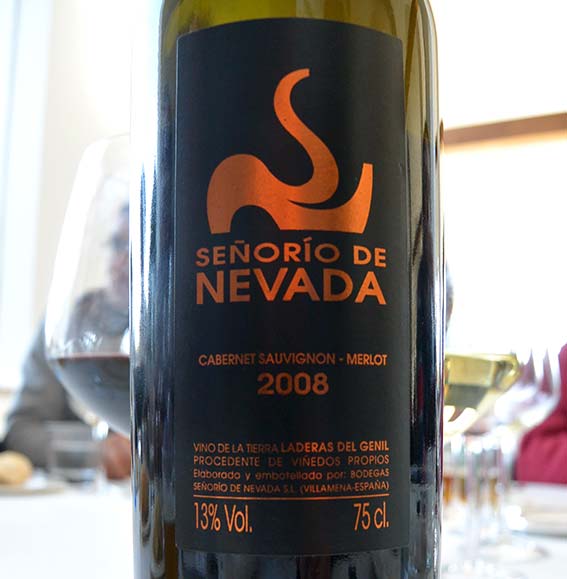 SEÑORÍO DE
NEVADA
CABERNET SAUVIGNON - MERLOT
2008
VINO DE LA TIERRA LADERAS DEL GENIL
PROCEDENTE DE VIÑEDOS PROPIOS
Elaborado y embotellado por: BODEGAS
SEÑORÍO DE NEVADA S.L (VILLAMENA-ESPAÑA)
13% Vol. 75 cl.